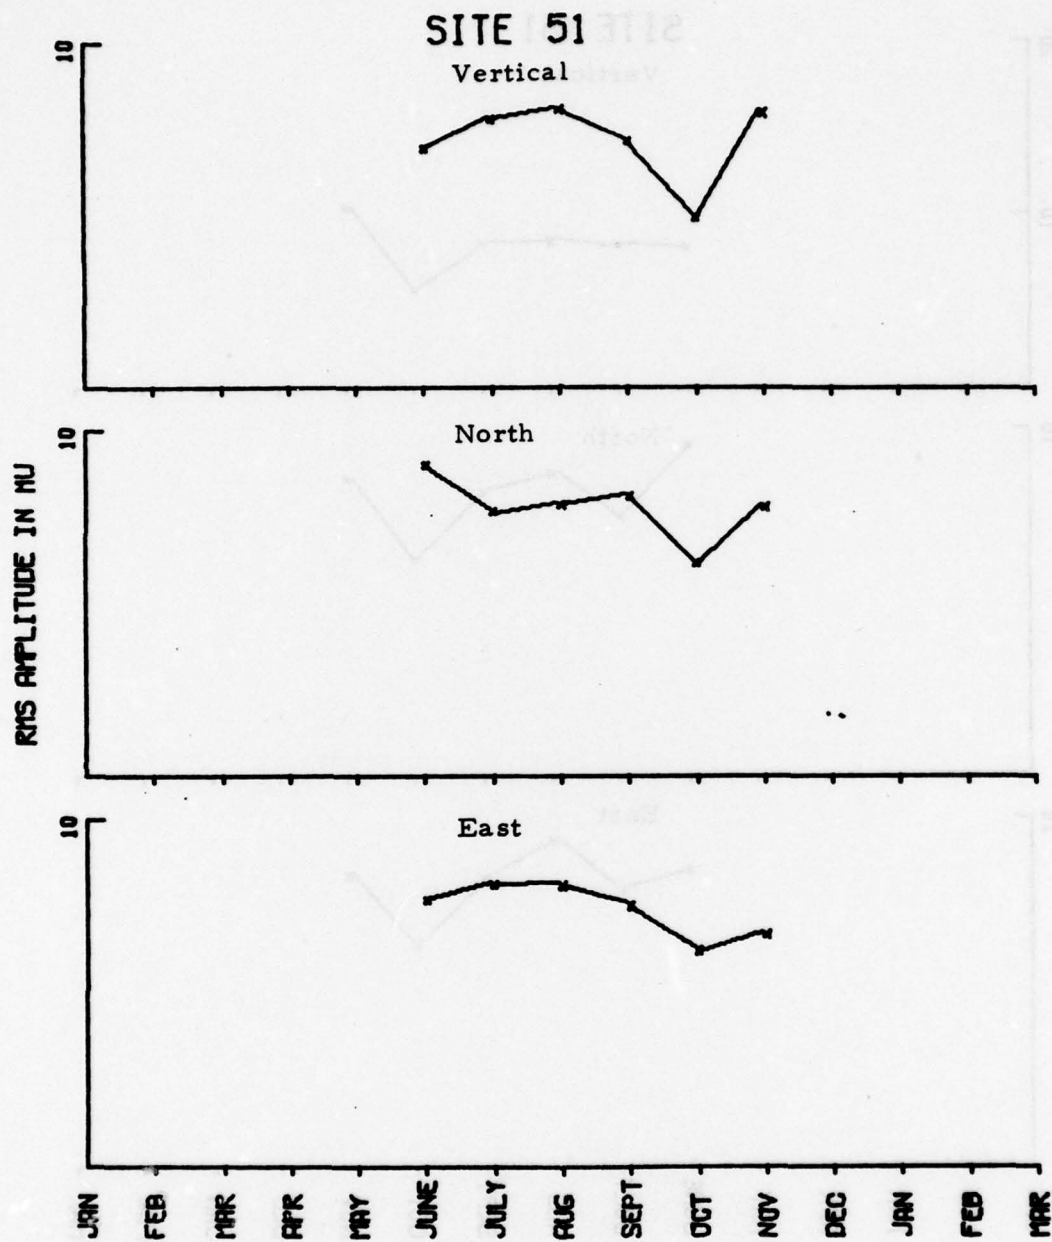 SITE 51
Vertical
10
North
10
East
10
RMS AMPLITUDE IN MU
JAN FEB MAR APR MAY JUNE JULY AUG SEPT OCT NOV DEC JAN FEB MAR